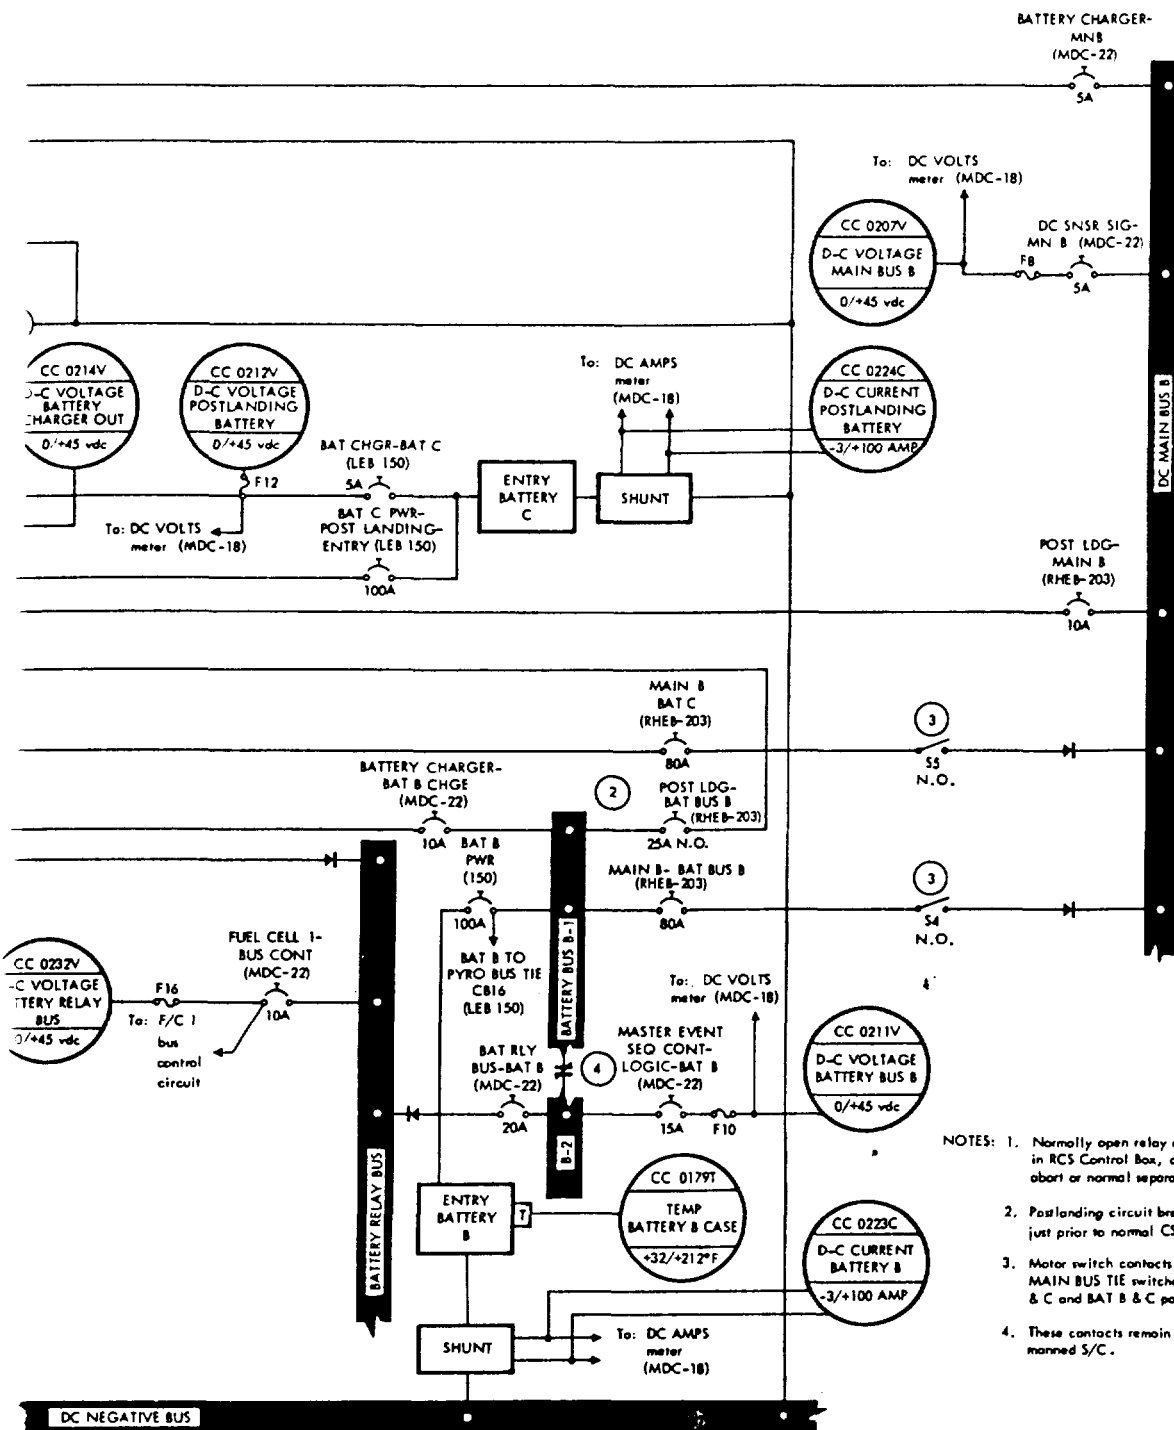 BATTERY CHARGER-
MNB
(MDC-22)
5A
To: DC VOLTS
meter (MDC-18)
CC 0207V
D-C VOLTAGE
MAIN BUS B
0/+45 vdc
DC SNSR SIG-
MN B (MDC-22)
F8
5A
DC MAIN BUS B
CC 0214V
D-C VOLTAGE
BATTERY
CHARGER OUT
0/+45 vdc
CC 0212V
D-C VOLTAGE
POSTLANDING
BATTERY
0/+45 vdc
F12
To: DC VOLTS
meter (MDC-18)
BAT CHGR-BAT C
(LEB 150)
5A
BAT C PWR-
POST LANDING-
ENTRY (LEB 150)
100A
ENTRY
BATTERY
C
SHUNT
To: DC AMPS
meter
(MDC-18)
CC 0224C
D-C CURRENT
POSTLANDING
BATTERY
-3/+100 AMP
POST LDG-
MAIN B
(RHEB-203)
10A
MAIN B
BAT C
(RHEB-203)
80A
3
S5
N.O.
BATTERY CHARGER-
BAT B CHGE
(MDC-22)
10A
2
POST LDG-
BAT BUS B
(RHEB-203)
25A N.O.
BAT B
PWR
(150)
100A
MAIN B- BAT BUS B
(RHEB-203)
80A
3
S4
N.O.
BATTERY BUS B-1
BAT B TO
PYRO BUS TIE
CB16
(LEB 150)
CC 0232V
-C VOLTAGE
TTERY RELAY
BUS
0/+45 vdc
F16
To: F/C 1
bus
control
circuit
FUEL CELL 1-
BUS CONT
(MDC-22)
10A
To: DC VOLTS
meter (MDC-18)
BAT RLY
BUS-BAT B
(MDC-22)
20A
4
MASTER EVENT
SEQ CONT-
LOGIC-BAT B
(MDC-22)
15A
F10
CC 0211V
D-C VOLTAGE
BATTERY BUS B
0/+45 vdc
B-2
BATTERY RELAY BUS
ENTRY
BATTERY
B
T
CC 0179T
TEMP
BATTERY B CASE
+32/+212°F
CC 0223C
D-C CURRENT
BATTERY B
-3/+100 AMP
SHUNT
To: DC AMPS
meter
(MDC-18)
DC NEGATIVE BUS
NOTES: 1. Normally open relay
in RCS Control Box,
abort or normal separa
2. Postlanding circuit bre
just prior to normal CS
3. Motor switch contacts
MAIN BUS TIE switche
& C and BAT B & C po
4. These contacts remain
manned S/C.